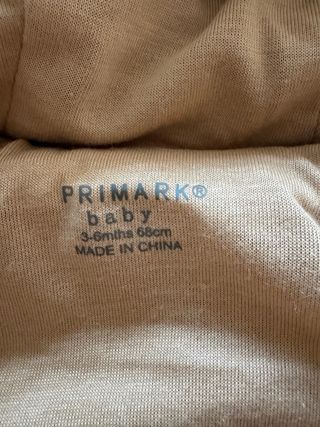 PRIMARK®
baby
3-6mths 68cm
MADE IN CHINA